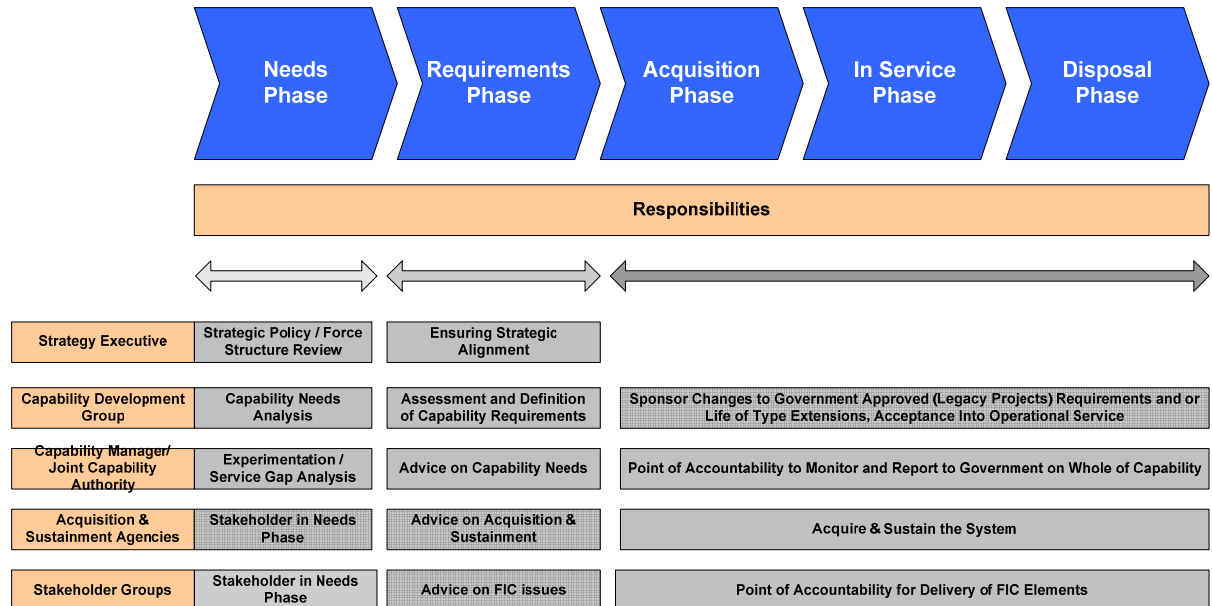 Needs
Phase
Requirements
Phase
Acquisition
Phase
In Service
Phase
Disposal
Phase
Responsibilities
Strategy Executive
Strategic Policy / Force
Structure Review
Ensuring Strategic
Alignment
Capability Development
Group
Capability Needs
Analysis
Assessment and Definition
of Capability Requirements
Sponsor Changes to Government Approved (Legacy Projects) Requirements and or
Life of Type Extensions, Acceptance Into Operational Service
Capability Manager/
Joint Capability
Authority
Experimentation /
Service Gap Analysis
Advice on Capability Needs
Point of Accountability to Monitor and Report to Government on Whole of Capability
Acquisition &
Sustainment Agencies
Stakeholder in Needs
Phase
Advice on Acquisition &
Sustainment
Acquire & Sustain the System
Stakeholder Groups
Stakeholder in Needs
Phase
Advice on FIC issues
Point of Accountability for Delivery of FIC Elements